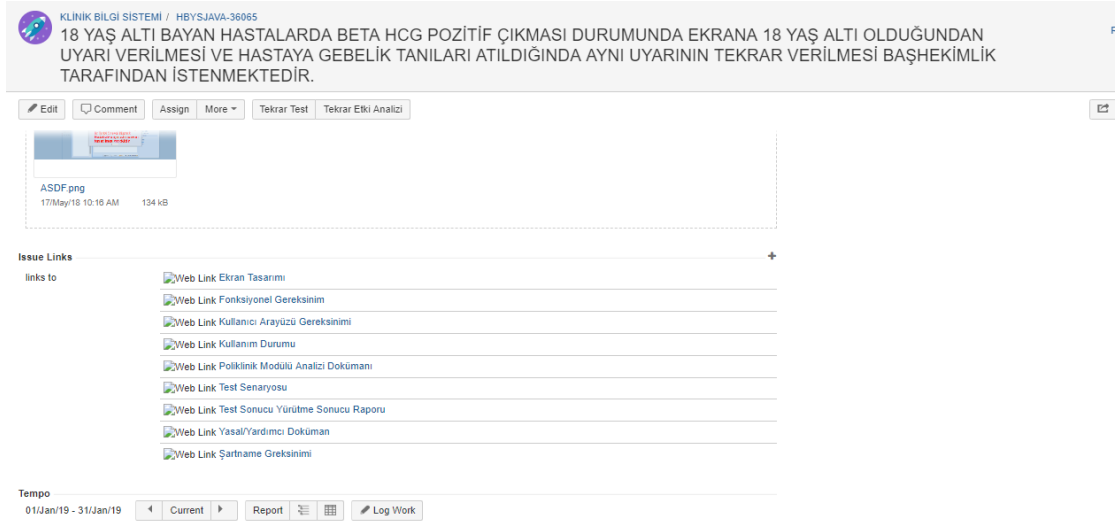 KLİNİK BİLGİ SİSTEMİ / HBYSJAVA-36065
18 YAŞ ALTI BAYAN HASTALARDA BETA HCG POZİTİF ÇIKMASI DURUMUNDA EKRANA 18 YAŞ ALTI OLDUĞUNDAN
UYARI VERİLMESİ VE HASTAYA GEBELİK TANILARI ATILDIĞINDA AYNI UYARININ TEKRAR VERİLMESİ BAŞHEKİMLİK
TARAFINDAN İSTENMEKTEDİR.
Edit Comment Assign More Tekrar Test Tekrar Etki Analizi
ASDF.png
17/May/18 10:16 AM 134 kB
Issue Links
links to
Web Link Ekran Tasarımı
Web Link Fonksiyonel Gereksinim
Web Link Kullanıcı Arayüzü Gereksinimi
Web Link Kullanım Durumu
Web Link Poliklinik Modülü Analizi Dokümanı
Web Link Test Senaryosu
Web Link Test Sonucu Yürütme Sonucu Raporu
Web Link Yasal/Yardımcı Doküman
Web Link Şartname Greksinimi
Tempo
01/Jan/19 - 31/Jan/19 Current Report Log Work